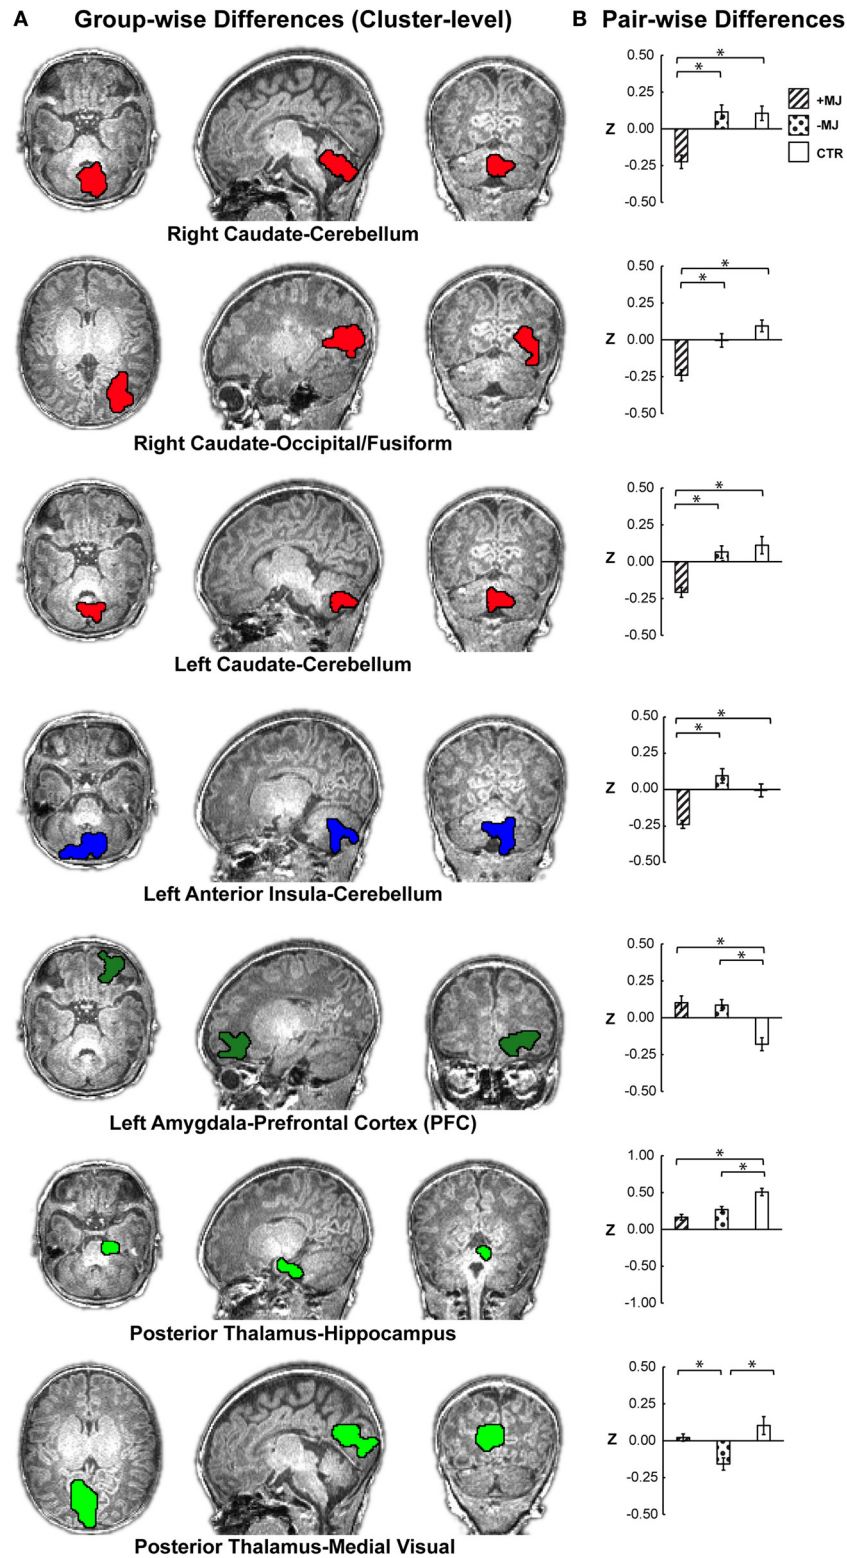 A Group-wise Differences (Cluster-level) B Pair-wise Differences
0.50
0.25
Z 0.00
-0.25
-0.50
* *
+MJ
-MJ
CTR
Right Caudate-Cerebellum
0.50
0.25
Z 0.00
-0.25
-0.50
* *
Right Caudate-Occipital/Fusiform
0.50
0.25
Z 0.00
-0.25
-0.50
* *
Left Caudate-Cerebellum
0.50
0.25
Z 0.00
-0.25
-0.50
* *
Left Anterior Insula-Cerebellum
0.50
0.25
Z 0.00
-0.25
-0.50
* *
Left Amygdala-Prefrontal Cortex (PFC)
1.00
0.50
Z 0.00
-0.50
-1.00
* *
Posterior Thalamus-Hippocampus
0.50
0.25
Z 0.00
-0.25
-0.50
* *
Posterior Thalamus-Medial Visual